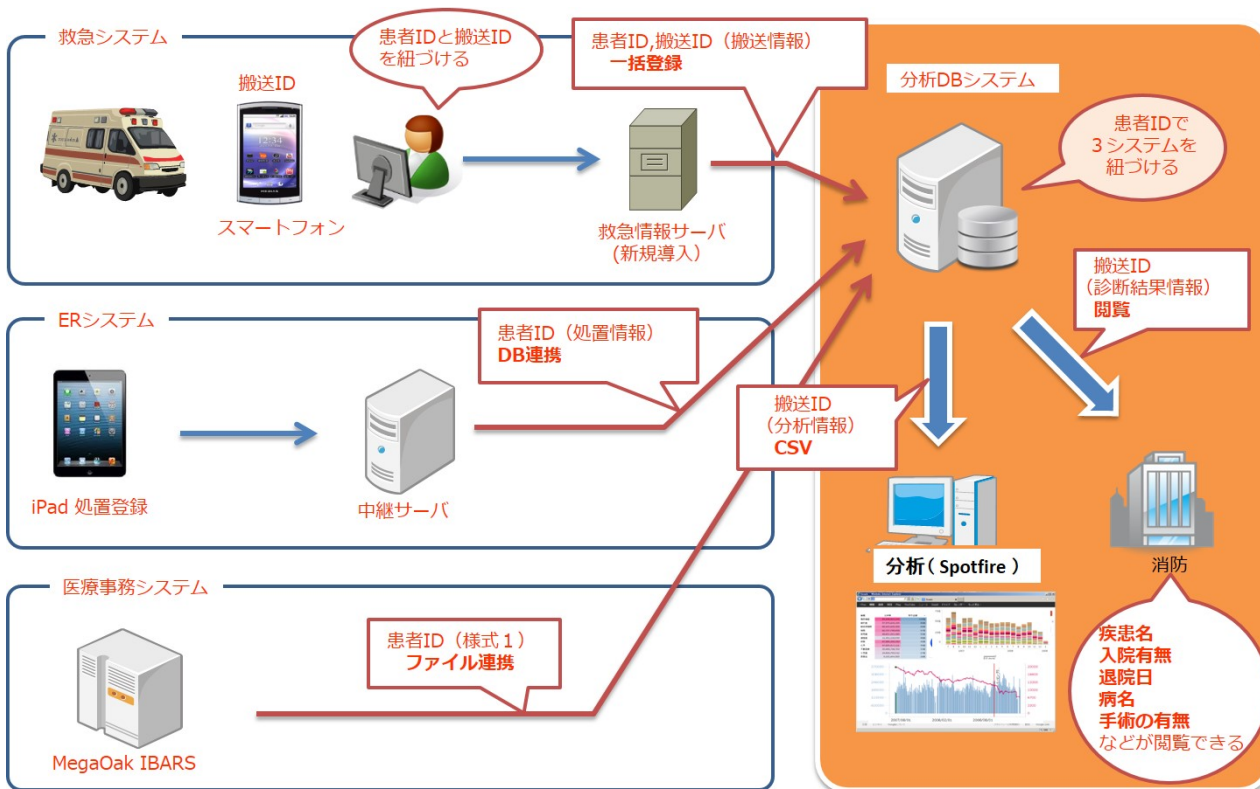 救急システム
患者IDと搬送ID
を紐づける
患者ID,搬送ID（搬送情報）
一括登録
搬送ID
スマートフォン
救急情報サーバ
(新規導入）
分析DBシステム
患者IDで
３システムを
紐づける
搬送ID
（診断結果情報）
閲覧
ERシステム
患者ID（処置情報）
DB連携
iPad 処置登録
中継サーバ
搬送ID
（分析情報）
CSV
分析（ Spotfire ）
消防
疾患名
入院有無
退院日
病名
手術の有無
などが閲覧できる
医療事務システム
患者ID（様式１）
ファイル連携
MegaOak IBARS